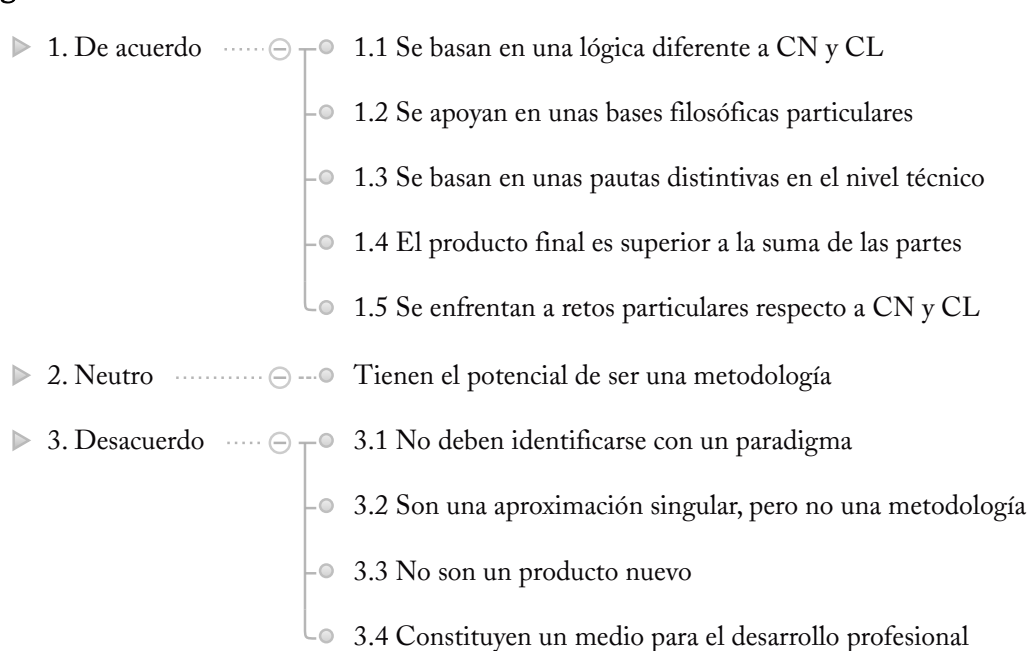 1. De acuerdo
1.1 Se basan en una lógica diferente a CN y CL
1.2 Se apoyan en unas bases filosóficas particulares
1.3 Se basan en unas pautas distintivas en el nivel técnico
1.4 El producto final es superior a la suma de las partes
1.5 Se enfrentan a retos particulares respecto a CN y CL
2. Neutro
Tienen el potencial de ser una metodología
3. Desacuerdo
3.1 No deben identificarse con un paradigma
3.2 Son una aproximación singular, pero no una metodología
3.3 No son un producto nuevo
3.4 Constituyen un medio para el desarrollo profesional